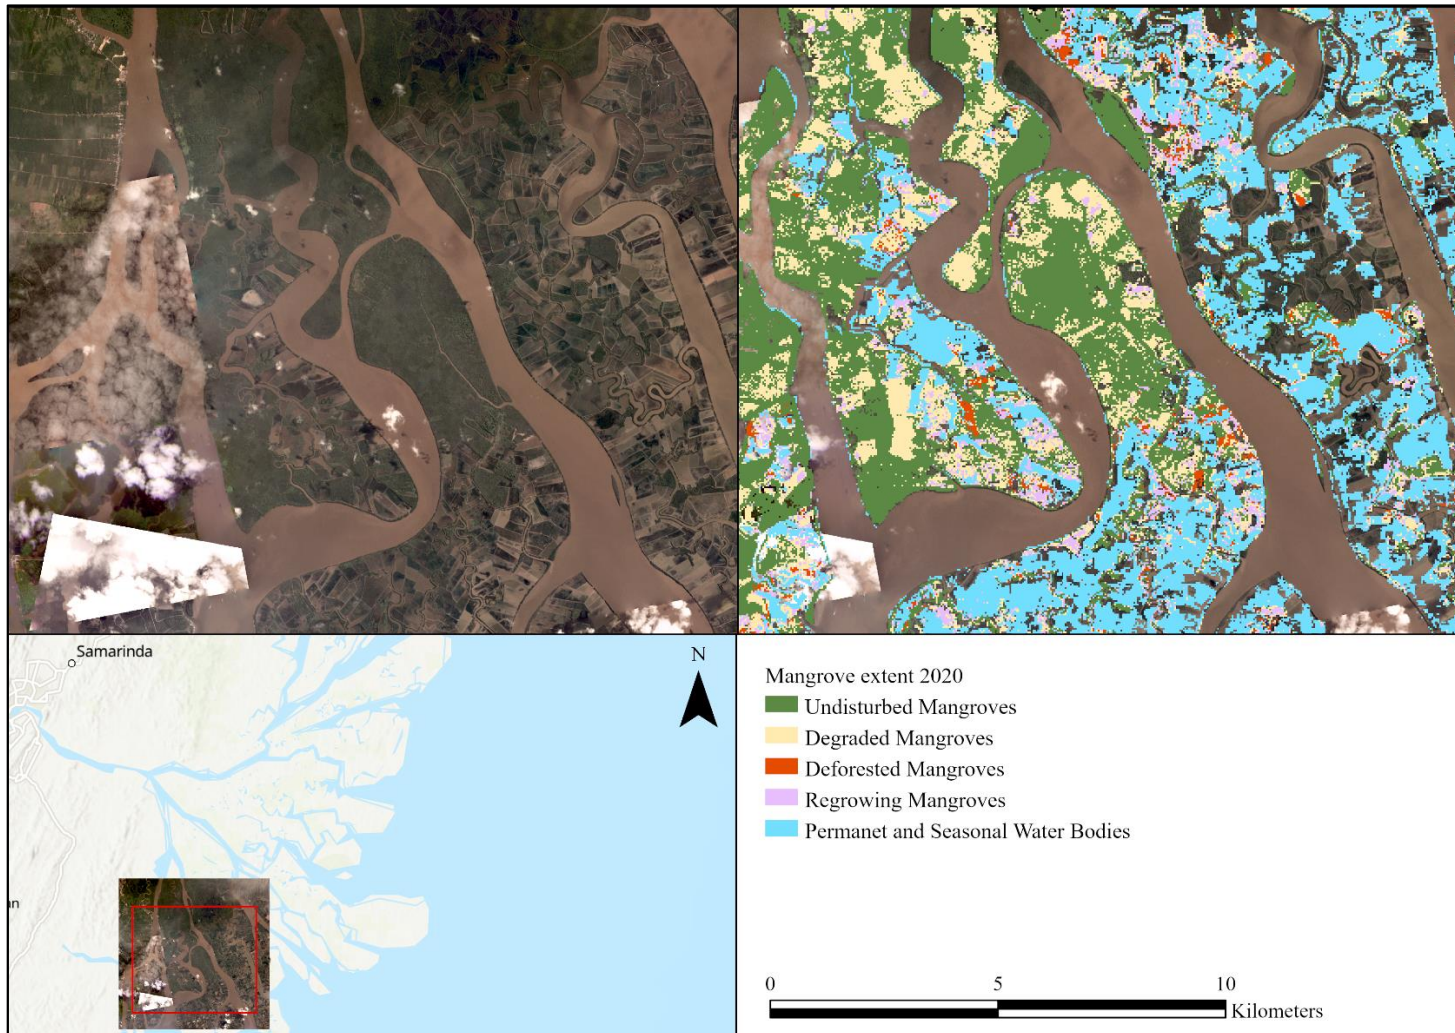 Samarinda
an
N
Mangrove extent 2020
Undisturbed Mangroves
Degraded Mangroves
Deforested Mangroves
Regrowing Mangroves
Permanet and Seasonal Water Bodies
0 5 10
Kilometers